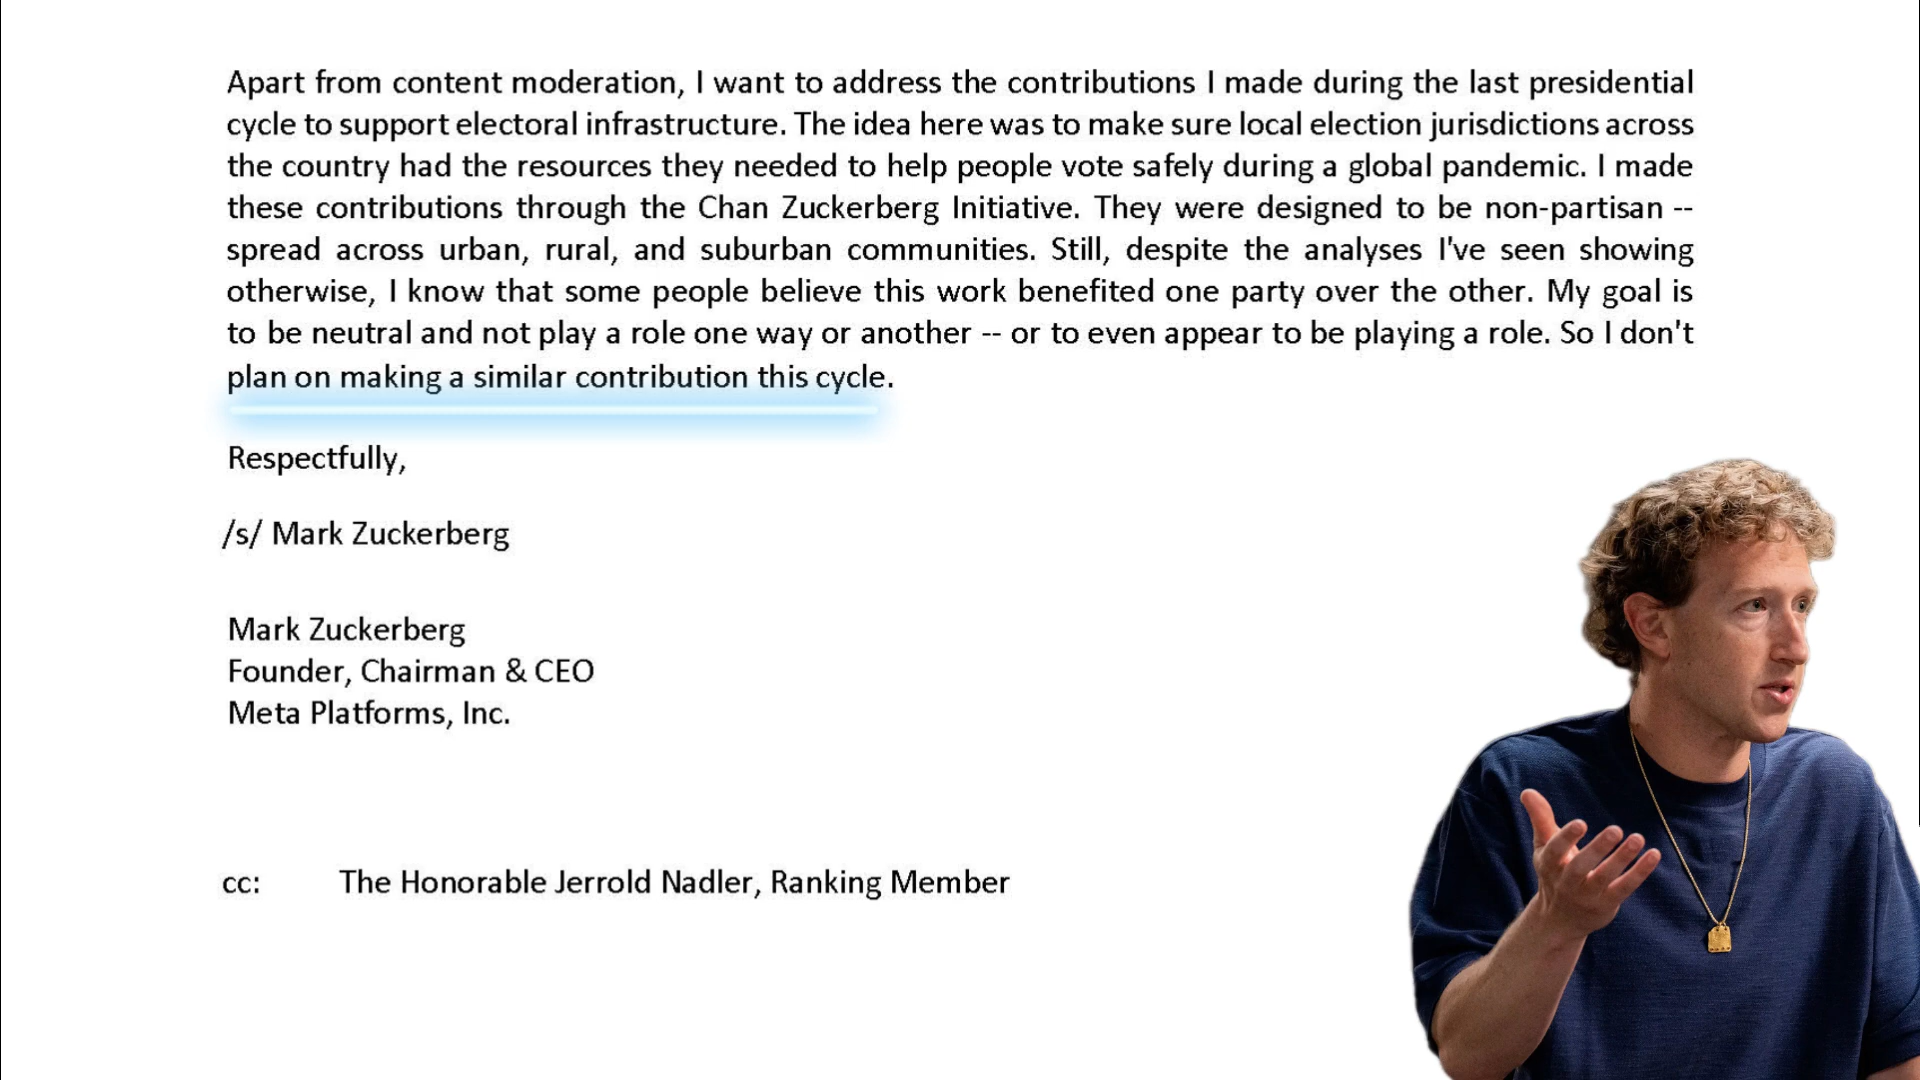 Apart from content moderation, I want to address the contributions I made during the last presidential
cycle to support electoral infrastructure. The idea here was to make sure local election jurisdictions across
the country had the resources they needed to help people vote safely during a global pandemic. I made
these contributions through the Chan Zuckerberg Initiative. They were designed to be non-partisan --
spread across urban, rural, and suburban communities. Still, despite the analyses I've seen showing
otherwise, I know that some people believe this work benefited one party over the other. My goal is
to be neutral and not play a role one way or another -- or to even appear to be playing a role. So I don't
plan on making a similar contribution this cycle.
Respectfully,
/s/ Mark Zuckerberg
Mark Zuckerberg
Founder, Chairman & CEO
Meta Platforms, Inc.
cc: The Honorable Jerrold Nadler, Ranking Member